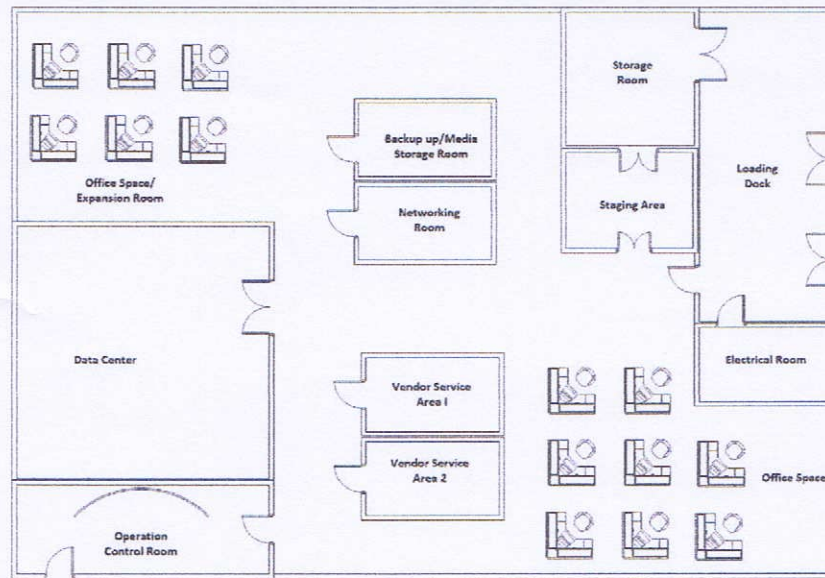 Storage
Room
Backup up/Media
Storage Room
Loading
Dock
Office Space/
Expansion Room
Networking
Room
Staging Area
Data Center
Electrical Room
Vendor Service
Area 1
Vendor Service
Area 2
Office Space
Operation
Control Room